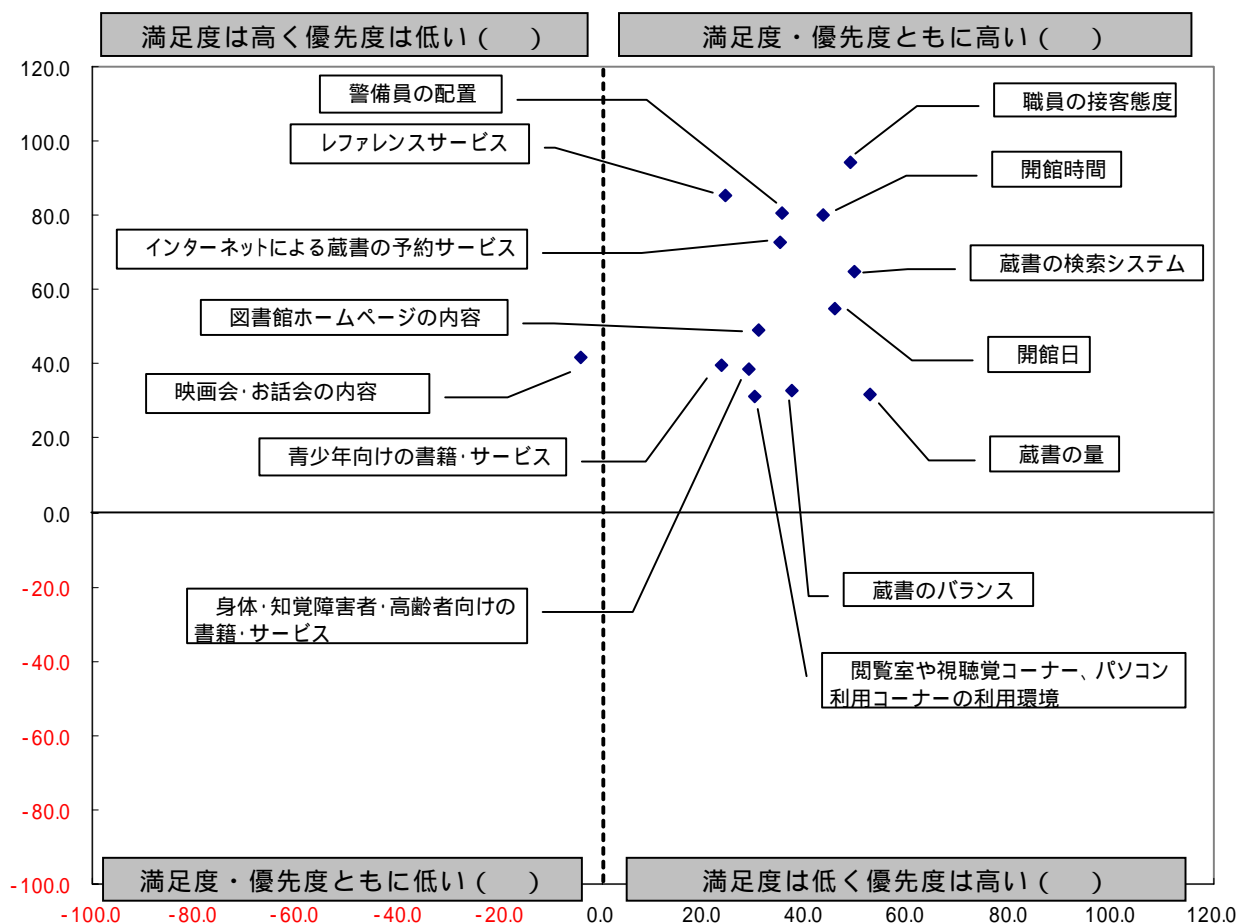 満足度は高く優先度は低い(　)
満足度・優先度ともに高い(　)
120.0
警備員の配置
職員の接客態度
100.0
レファレンスサービス
開館時間
80.0
インターネットによる蔵書の予約サービス
蔵書の検索システム
60.0
図書館ホームページの内容
開館日
40.0
映画会・お話会の内容
青少年向けの書籍・サービス
蔵書の量
20.0
0.0
-20.0
蔵書のバランス
身体・知覚障害者・高齢者向けの
書籍・サービス
-40.0
閲覧室や視聴覚コーナー、パソコン
利用コーナーの利用環境
-60.0
-80.0
満足度・優先度ともに低い(　)
満足度は低く優先度は高い(　)
-100.0
-100.0 -80.0 -60.0 -40.0 -20.0 0.0 20.0 40.0 60.0 80.0 100.0 120.0